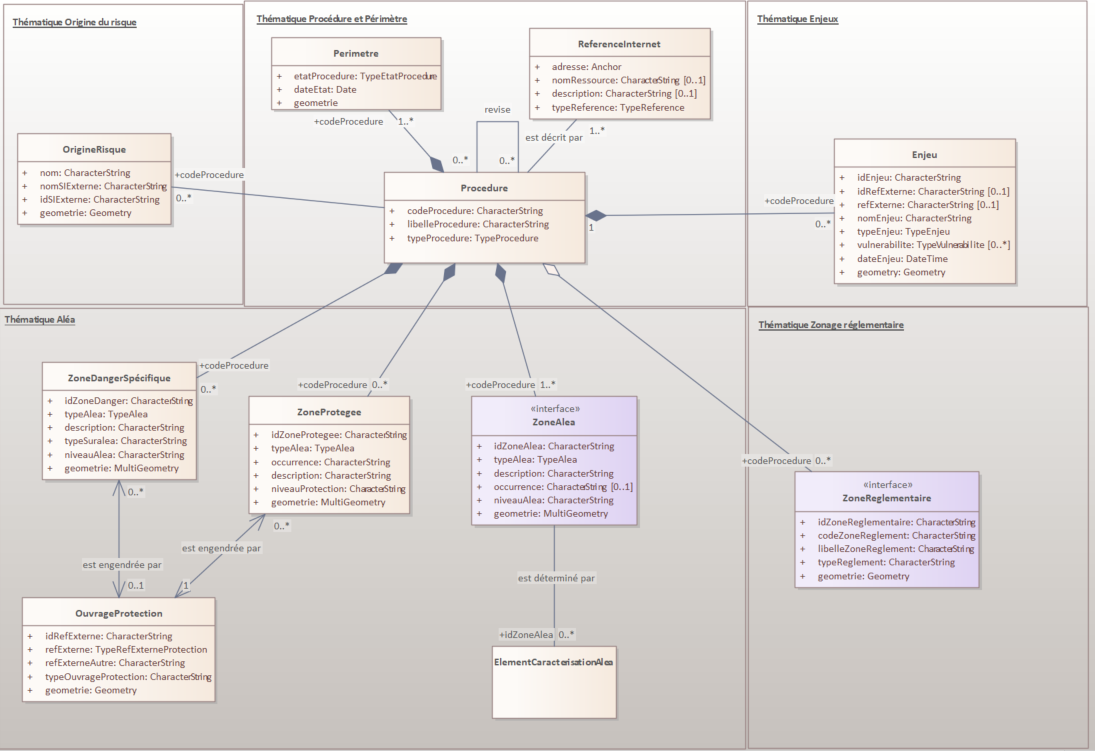 Thématique Origine du risque
OrigineRisque
+ nom: CharacterString
+ nomSIExterne: CharacterString
+ idSIExterne: CharacterString
+ geometrie: Geometry
+codeProcedure
0..*
Thématique Procédure et Périmètre
Perimetre
+ etatProcedure: TypeEtatProcedure
+ dateEtat: Date
+ geometrie
+codeProcedure 1..*
ReferenceInternet
+ adresse: Anchor
+ nomRessource: CharacterString [0..1]
+ description: CharacterString [0..1]
+ typeReference: TypeReference
revise
0..* 0..*
est décrit par 1..*
Procedure
+ codeProcedure: CharacterString
+ libelleProcedure: CharacterString
+ typeProcedure: TypeProcedure
1
Thématique Enjeux
Enjeu
+ idEnjeu: CharacterString
+ idRefExterne: CharacterString [0..1]
+ refExterne: CharacterString [0..1]
+ nomEnjeu: CharacterString
+ typeEnjeu: TypeEnjeu
+ vulnerabilite: TypeVulnerabilite [0..*]
+ dateEnjeu: DateTime
+ geometry: Geometry
+codeProcedure
0..*
Thématique Aléa
+codeProcedure
0..*
ZoneDangerSpécifique
+ idZoneDanger: CharacterString
+ typeAlea: TypeAlea
+ description: CharacterString
+ typeSuralea: CharacterString
+ niveauAlea: CharacterString
+ geometrie: MultiGeometry
0..*
est engendrée par
0..1
+codeProcedure 0..*
ZoneProtegee
+ idZoneProtegee: CharacterString
+ typeAlea: TypeAlea
+ occurrence: CharacterString
+ description: CharacterString
+ niveauProtection: CharacterString
+ geometrie: MultiGeometry
0..*
est engendrée par
1
OuvrageProtection
+ idRefExterne: CharacterString
+ refExterne: TypeRefExterneProtection
+ refExterneAutre: CharacterString
+ typeOuvrageProtection: CharacterString
+ geometrie: Geometry
+codeProcedure 1..*
«interface»
ZoneAlea
+ idZoneAlea: CharacterString
+ typeAlea: TypeAlea
+ description: CharacterString
+ occurrence: CharacterString [0..1]
+ niveauAlea: CharacterString
+ geometrie: MultiGeometry
est déterminé par
+idZoneAlea 0..*
ElementCaracterisationAlea
Thématique Zonage réglementaire
+codeProcedure 0..*
«interface»
ZoneReglementaire
+ idZoneReglementaire: CharacterString
+ codeZoneReglement: CharacterString
+ libelleZoneReglement: CharacterString
+ typeReglement: CharacterString
+ geometrie: Geometry